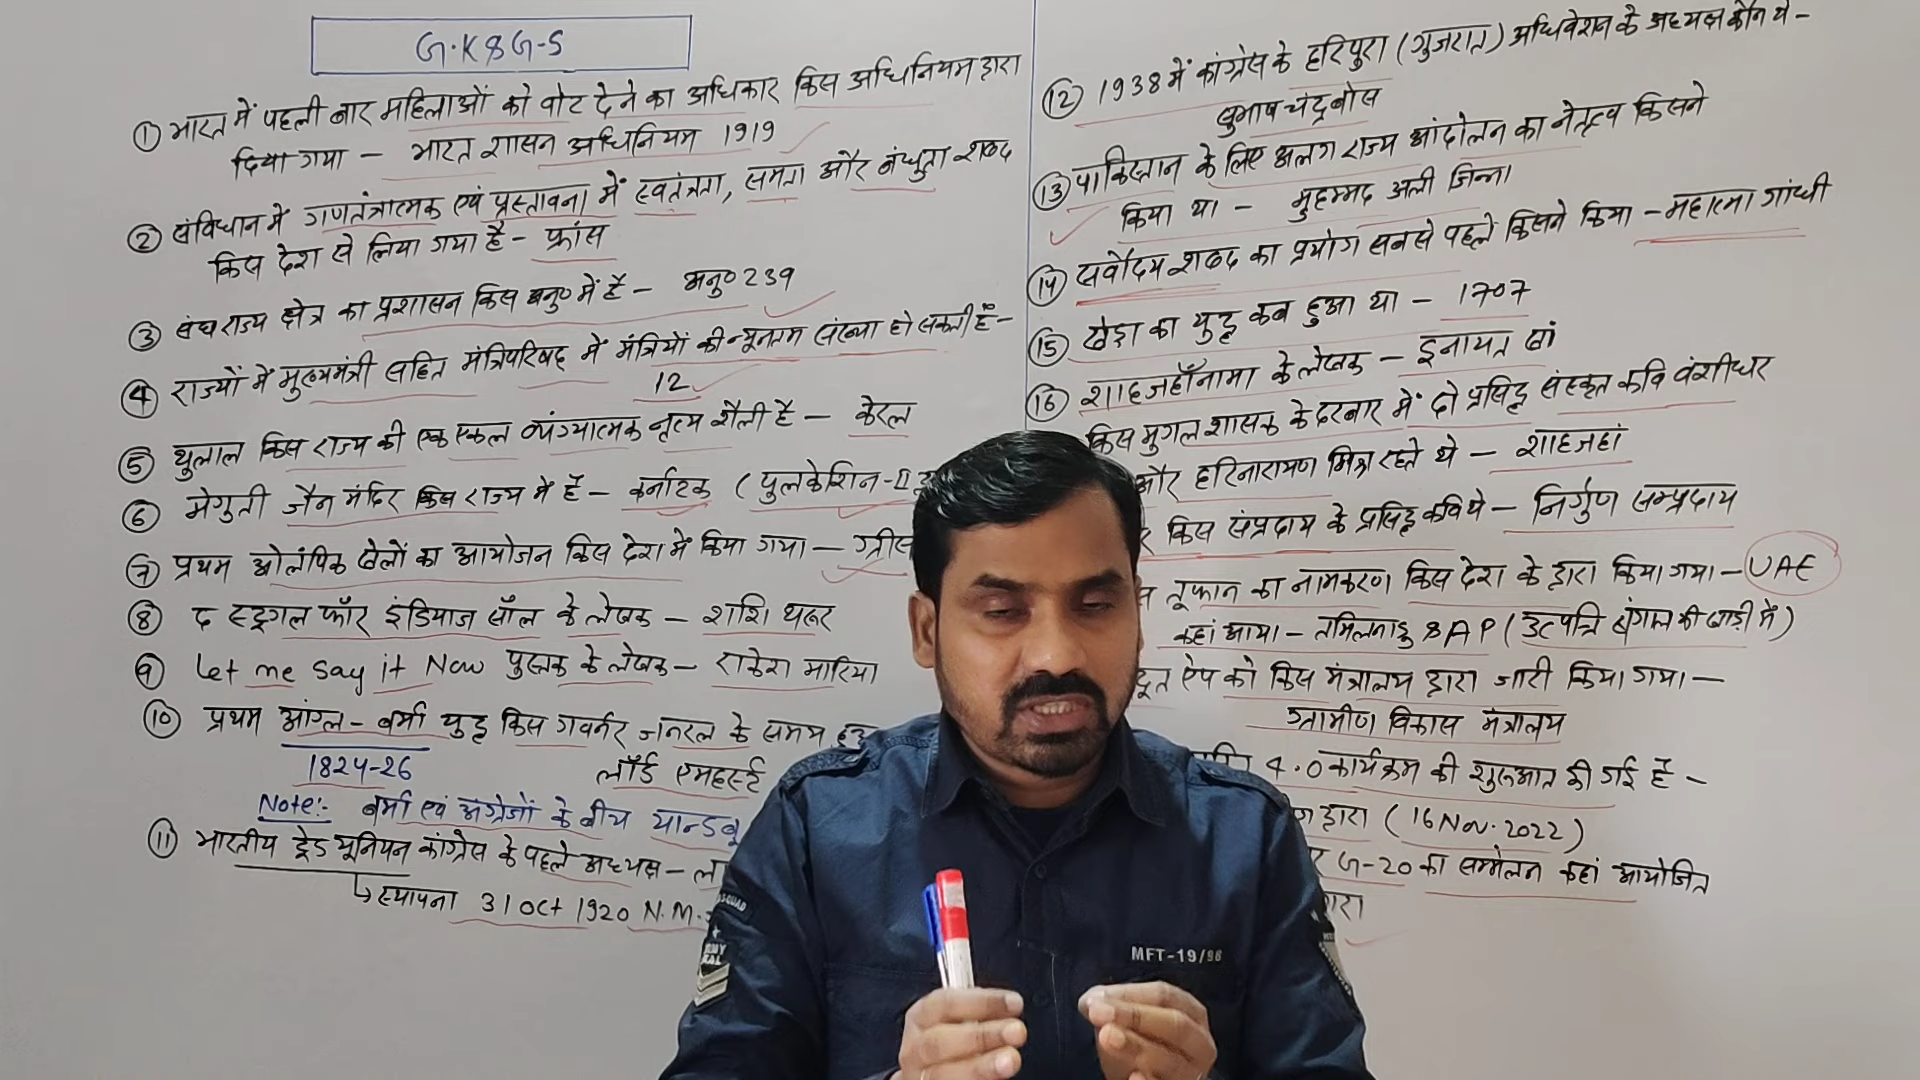 G.K & G-S
① भारत में पहली बार महिलाओं को वोट देने का अधिकार किस अधिनियम द्वारा
दिया गया – भारत शासन अधिनियम 1919
② संविधान में गणतंत्रात्मक एवं प्रस्तावना में स्वतंत्रता, समता और बंधुता शब्द
किस देश से लिया गया है – फ्रांस
③ संघ राज्य क्षेत्र का प्रशासन किस अनु० में है – अनु० 239
④ राज्यों में मुख्यमंत्री सहित मंत्रिपरिषद में मंत्रियों की न्यूनतम संख्या हो सकती है –
12
⑤ थुलाल किस राज्य की एक एकल व्यंग्यात्मक नृत्य शैली है – केरल
⑥ मेगुती जैन मंदिर किस राज्य में है – कर्नाटक (पुलकेशिन-II
⑦ प्रथम ओलंपिक खेलों का आयोजन किस देश में किया गया – ग्रीस
⑧ द स्ट्रगल फॉर इंडियाज सॉल के लेखक – शशि थरूर
⑨ Let me Say it Now पुस्तक के लेखक – राकेश मारिया
⑩ प्रथम आंग्ल – बर्मा युद्ध किस गवर्नर जनरल के समय
1824-26 लॉर्ड एमहर्स्ट
Note:- बर्मा एवं अंग्रेजों के बीच यान्डबू
⑪ भारतीय ट्रेड यूनियन कांग्रेस के पहले अध्यक्ष –
↳ स्थापना 31 Oct 1920 N.M.
⑫ 1938 में कांग्रेस के हरिपुरा (गुजरात) अधिवेशन के अध्यक्ष कौन थे –
सुभाष चंद्र बोस
⑬ पाकिस्तान के लिए अलग राज्य आंदोलन का नेतृत्व किसने
किया था – मुहम्मद अली जिन्ना
⑭ सर्वोदय शब्द का प्रयोग सबसे पहले किसने किया – महात्मा गांधी
⑮ खेड़ा का युद्ध कब हुआ था – 1707
⑯ शाहजहाँनामा के लेखक – इनायत खां
किस मुगल शासक के दरबार में दो प्रसिद्ध संस्कृत कवि वंशीधर
और हरिनारायण मिश्र रहते थे – शाहजहां
किस संप्रदाय के प्रसिद्ध कवि थे – निर्गुण सम्प्रदाय
तूफान का नामकरण किस देश के द्वारा किया गया – UAE
कहां आया – तमिलनाडु & AP (उत्पत्ति बंगाल की खाड़ी में)
ऐप को किस मंत्रालय द्वारा जारी किया गया –
ग्रामीण विकास मंत्रालय
4.0 कार्यक्रम की शुरूआत की गई है –
द्वारा (16 Nov. 2022)
G-20 का सम्मेलन कहां आयोजित
MFT-19/98